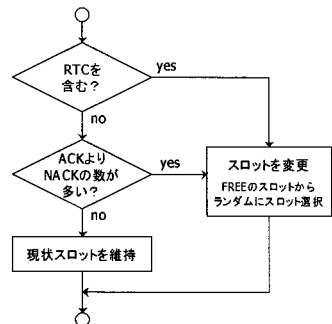 RTCを
含む？
yes
no
ACKより
NACKの数が
多い？
yes
no
スロットを変更
FREEのスロットから
ランダムにスロット選択
現状スロットを維持